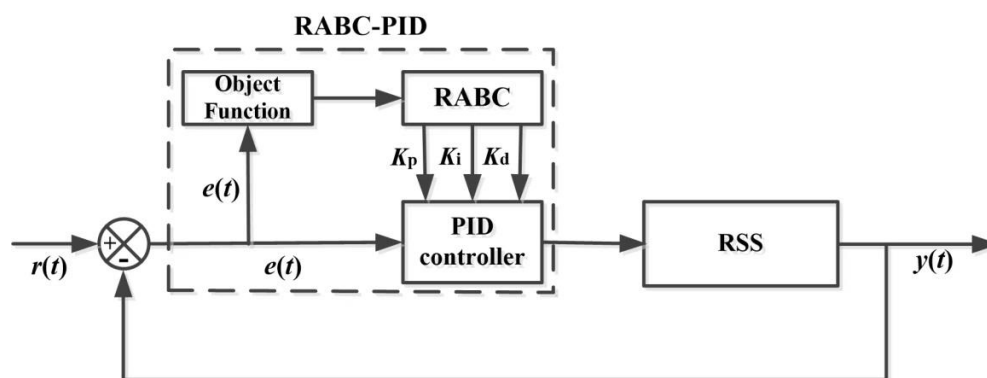 RABC-PID
Object
Function
RABC
Kp
Ki
Kd
e(t)
+
-
r(t)
e(t)
PID
controller
RSS
y(t)